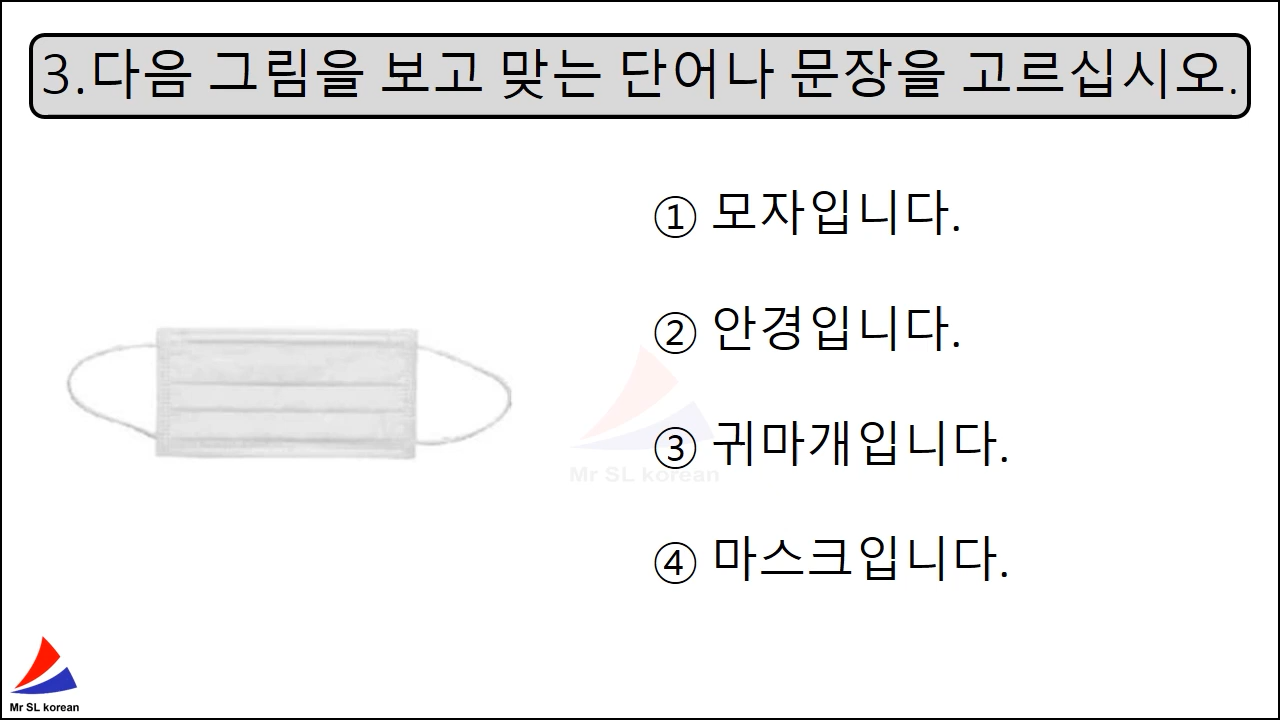 3.다음 그림을 보고 맞는 단어나 문장을 고르십시오.
① 모자입니다.
② 안경입니다.
③ 귀마개입니다.
④ 마스크입니다.
Mr SL korean
Mr SL korean